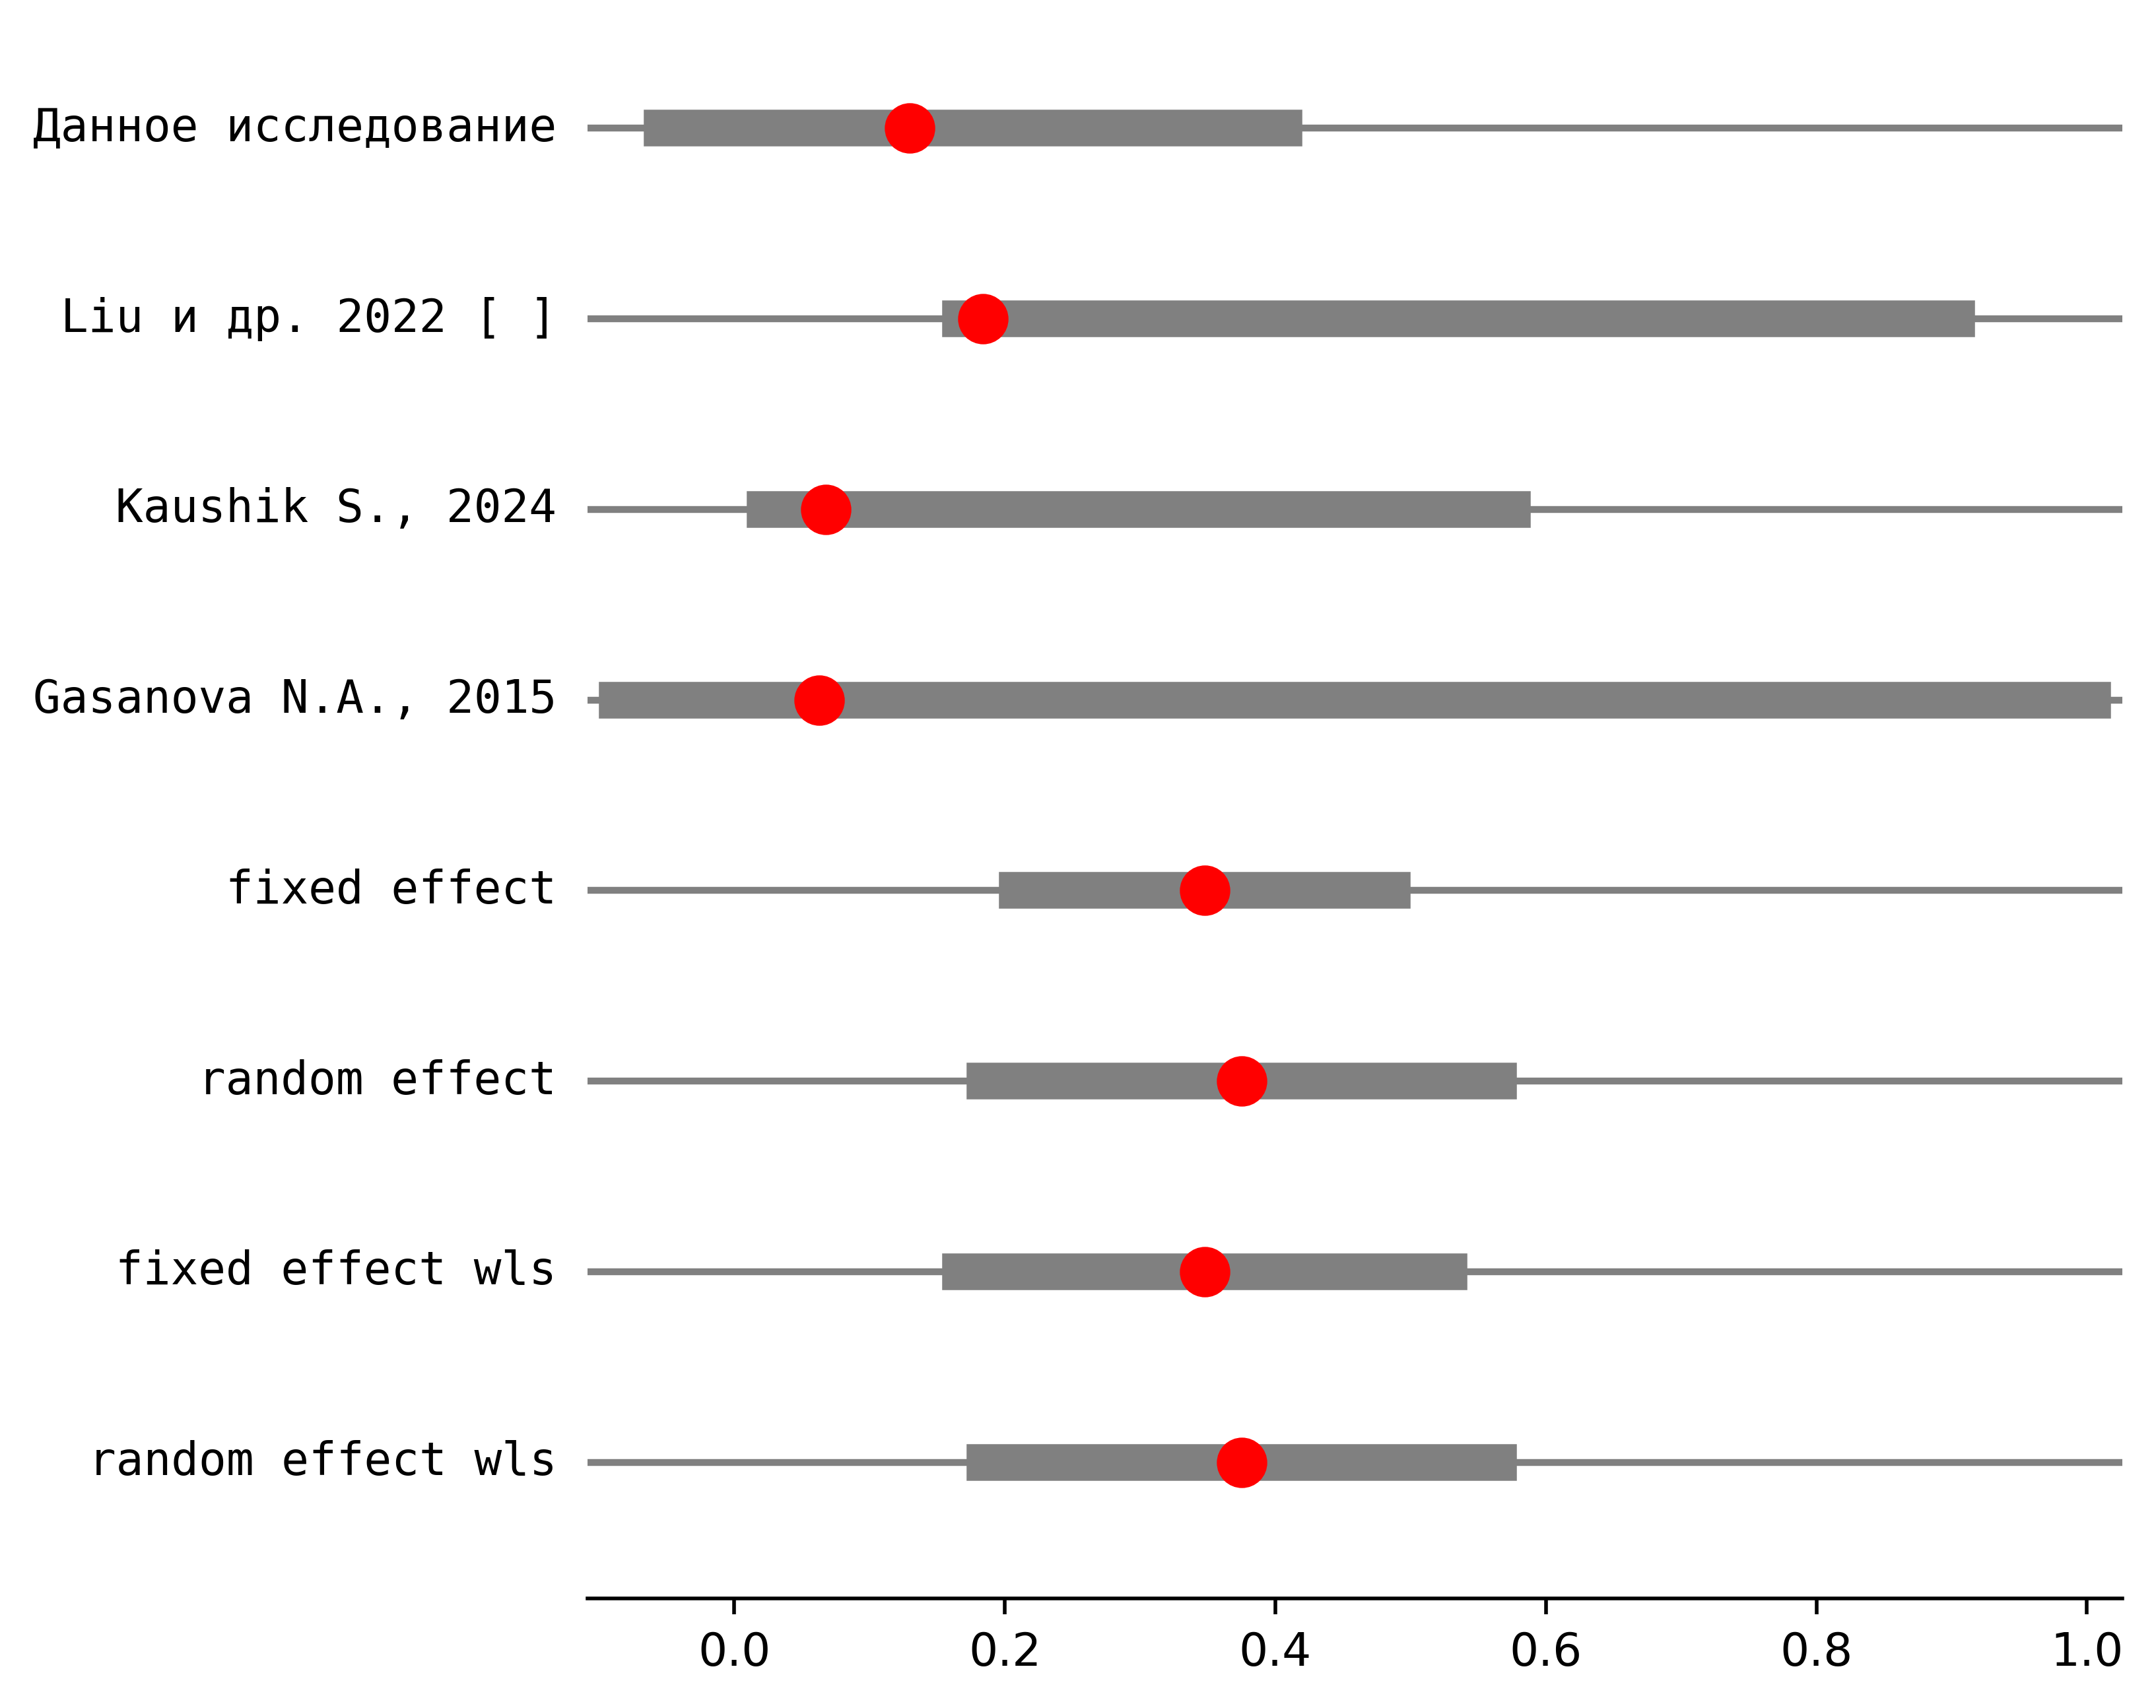 Данное исследование
Liu и др. 2022 [ ]
Kaushik S., 2024
Gasanova N.A., 2015
fixed effect
random effect
fixed effect wls
random effect wls
0.0 0.2 0.4 0.6 0.8 1.0